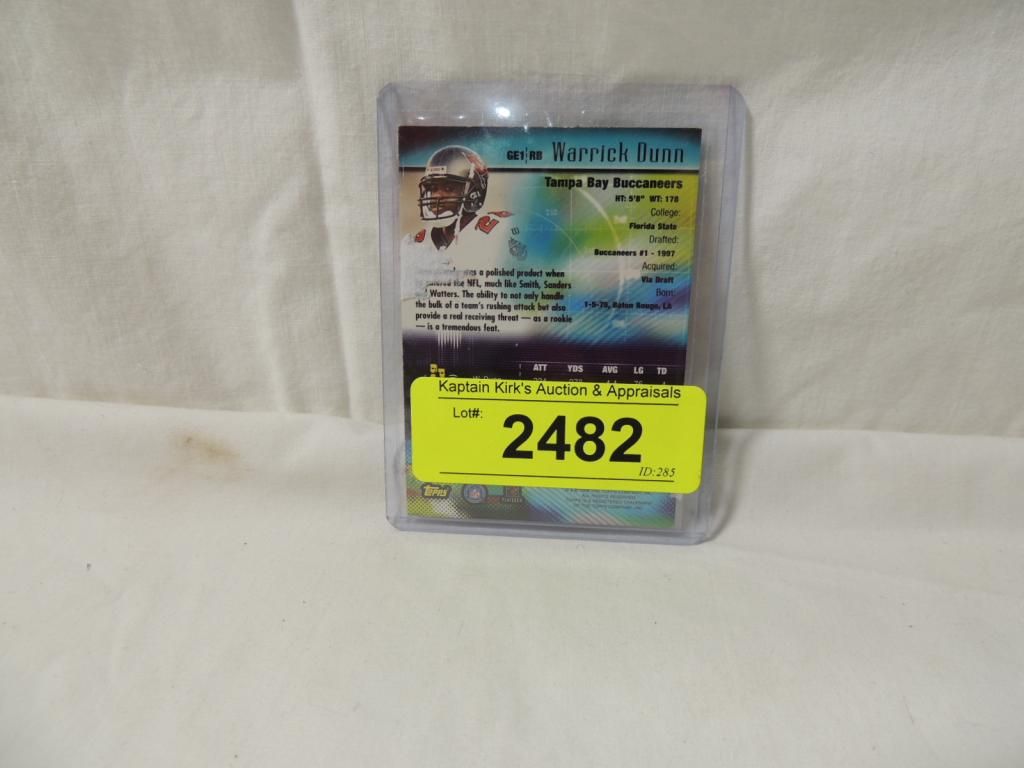 GE1 RB Warrick Dunn
Tampa Bay Buccaneers
HT: 5'8" WT: 178
College:
Florida State
Drafted:
Buccaneers #1 - 1997
Acquired:
Via Draft
Born:
1-5-75, Baton Rouge, LA
was a polished product when
the NFL, much like Smith, Sanders
and Watters. The ability to not only handle
the bulk of a team's rushing attack but also
provide a real receiving threat — as a rookie
— is a tremendous feat.
ATT YDS AVG LG TD
Kaptain Kirk's Auction & Appraisals
Lot#:
2482
ID:285
Topps
ALL RIGHTS RESERVED